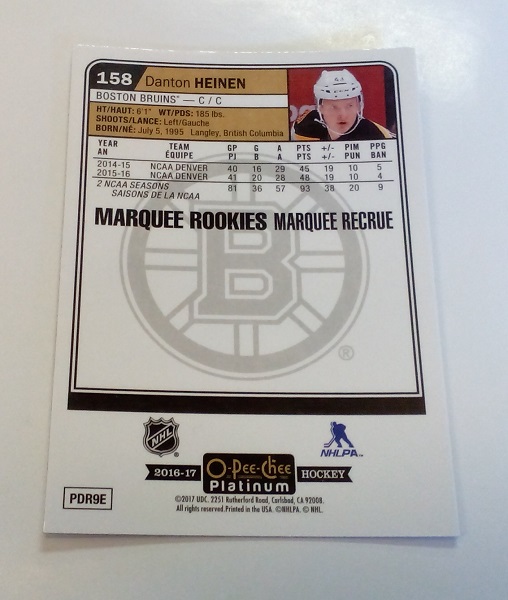 158 Danton HEINEN
BOSTON BRUINS — C / C
HT/HAUT: 6'1" WT/PDS: 185 lbs.
SHOOTS/LANCE: Left/Gauche
BORN/NÉ: July 5, 1995 Langley, British Columbia
YEAR TEAM GP G A PTS +/- PIM PPG
AN ÉQUIPE PJ B A PTS +/- PUN BAN
2014-15 NCAA DENVER 40 16 29 45 19 10 5
2015-16 NCAA DENVER 41 20 28 48 19 10 4
2 NCAA SEASONS 81 36 57 93 38 20 9
SAISONS DE LA NCAA
MARQUEE ROOKIES MARQUEE RECRUE
B
®
NHL
NHLPA
2016-17 O-Pee-Chee HOCKEY
Platinum
PDR9E
©2017 UDC. 2251 Rutherford Road, Carlsbad, CA 92008.
All rights reserved. Printed in the USA. ©NHLPA. © NHL.